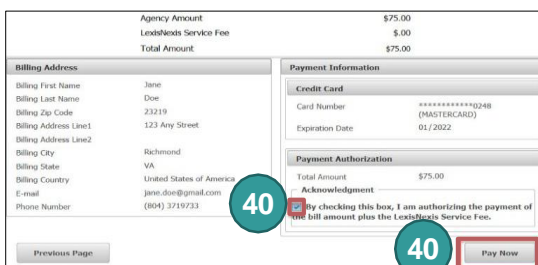 Agency Amount $75.00
LexisNexis Service Fee $.00
Total Amount $75.00
Billing Address
Billing First Name Jane
Billing Last Name Doe
Billing Zip Code 23219
Billing Address Line1 123 Any Street
Billing Address Line2
Billing City Richmond
Billing State VA
Billing Country United States of America
E-mail jane.doe@gmail.com
Phone Number (804) 3719733
Payment Information
Credit Card
Card Number ************0248
(MASTERCARD)
Expiration Date 01/2022
Payment Authorization
Total Amount $75.00
Acknowledgment
40
By checking this box, I am authorizing the payment of
the bill amount plus the LexisNexis Service Fee.
Previous Page
40
Pay Now